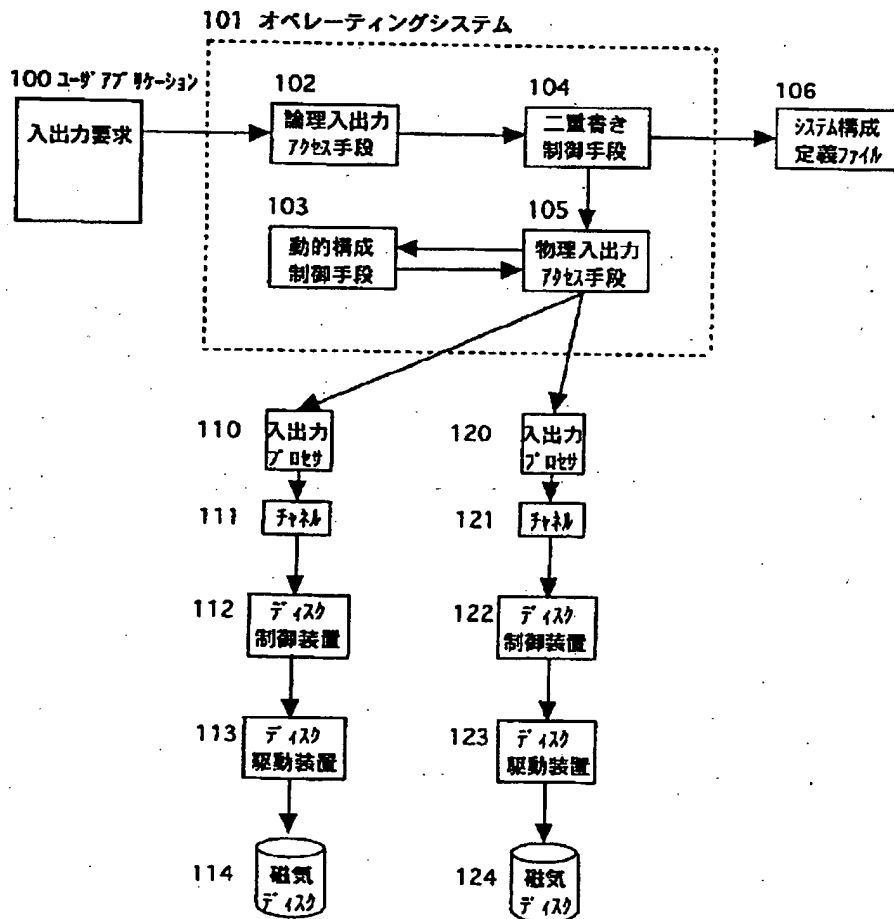 101 オペレーティングシステム
100 ユーザアプリケーション
入出力要求
102
論理入出力
アクセス手段
104
二重書き
制御手段
106
システム構成
定義ファイル
103
動的構成
制御手段
105
物理入出力
アクセス手段
110
入出力
プロセサ
120
入出力
プロセサ
111
チャネル
121
チャネル
112
ディスク
制御装置
122
ディスク
制御装置
113
ディスク
駆動装置
123
ディスク
駆動装置
114
磁気
ディスク
124
磁気
ディスク